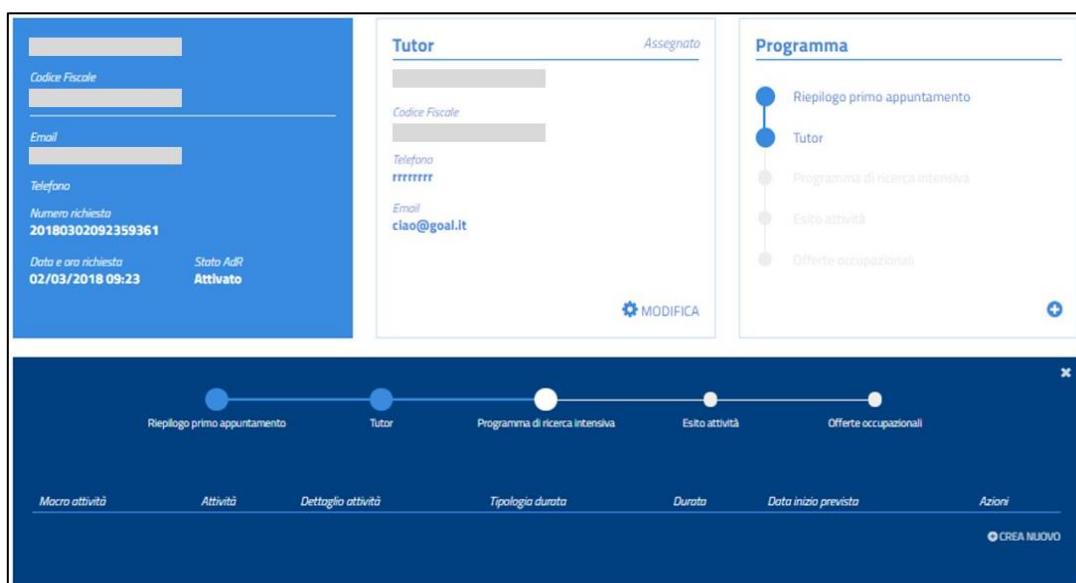 Codice Fiscale
Email
Telefono
Numero richiesta
20180302092359361
Data e ora richiesta Stato AdR
02/03/2018 09:23 Attivato
Tutor Assegnato
Codice Fiscale
Telefono
rrrrrrrr
Email
ciao@goal.it
MODIFICA
Programma
Riepilogo primo appuntamento
Tutor
Programma di ricerca intensiva
Esito attività
Offerte occupazionali
Riepilogo primo appuntamento Tutor Programma di ricerca intensiva Esito attività Offerte occupazionali
Macro attività Attività Dettaglio attività Tipologia durata Durata Data inizio prevista Azioni
CREA NUOVO